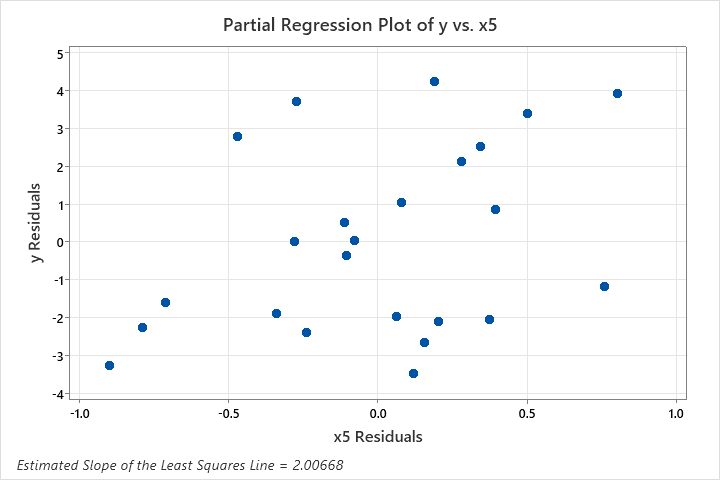 Partial Regression Plot of y vs. x5
5
4
3
2
1
0
-1
-2
-3
-4
y Residuals
-1.0 -0.5 0.0 0.5 1.0
x5 Residuals
Estimated Slope of the Least Squares Line = 2.00668